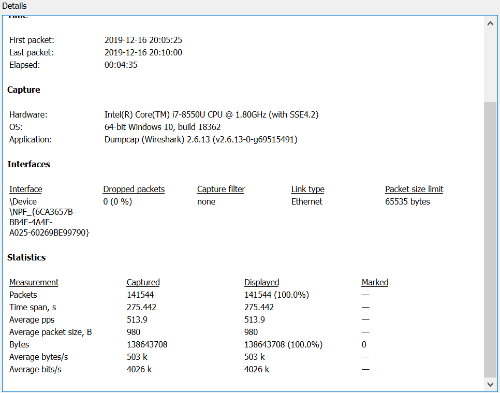 Details
Time
First packet: 2019-12-16 20:05:25
Last packet: 2019-12-16 20:10:00
Elapsed: 00:04:35
Capture
Hardware: Intel(R) Core(TM) i7-8550U CPU @ 1.80GHz (with SSE4.2)
OS: 64-bit Windows 10, build 18362
Application: Dumpcap (Wireshark) 2.6.13 (v2.6.13-0-g69515491)
Interfaces
Interface Dropped packets Capture filter Link type Packet size limit
\Device 0 (0 %) none Ethernet 65535 bytes
\NPF_{6CA3657B-
BB4E-4A4F-
A025-60269BE99790}
Statistics
Measurement Captured Displayed Marked
Packets 141544 141544 (100.0%) —
Time span, s 275.442 275.442 —
Average pps 513.9 513.9 —
Average packet size, B 980 980 —
Bytes 138643708 138643708 (100.0%) 0
Average bytes/s 503 k 503 k —
Average bits/s 4026 k 4026 k —